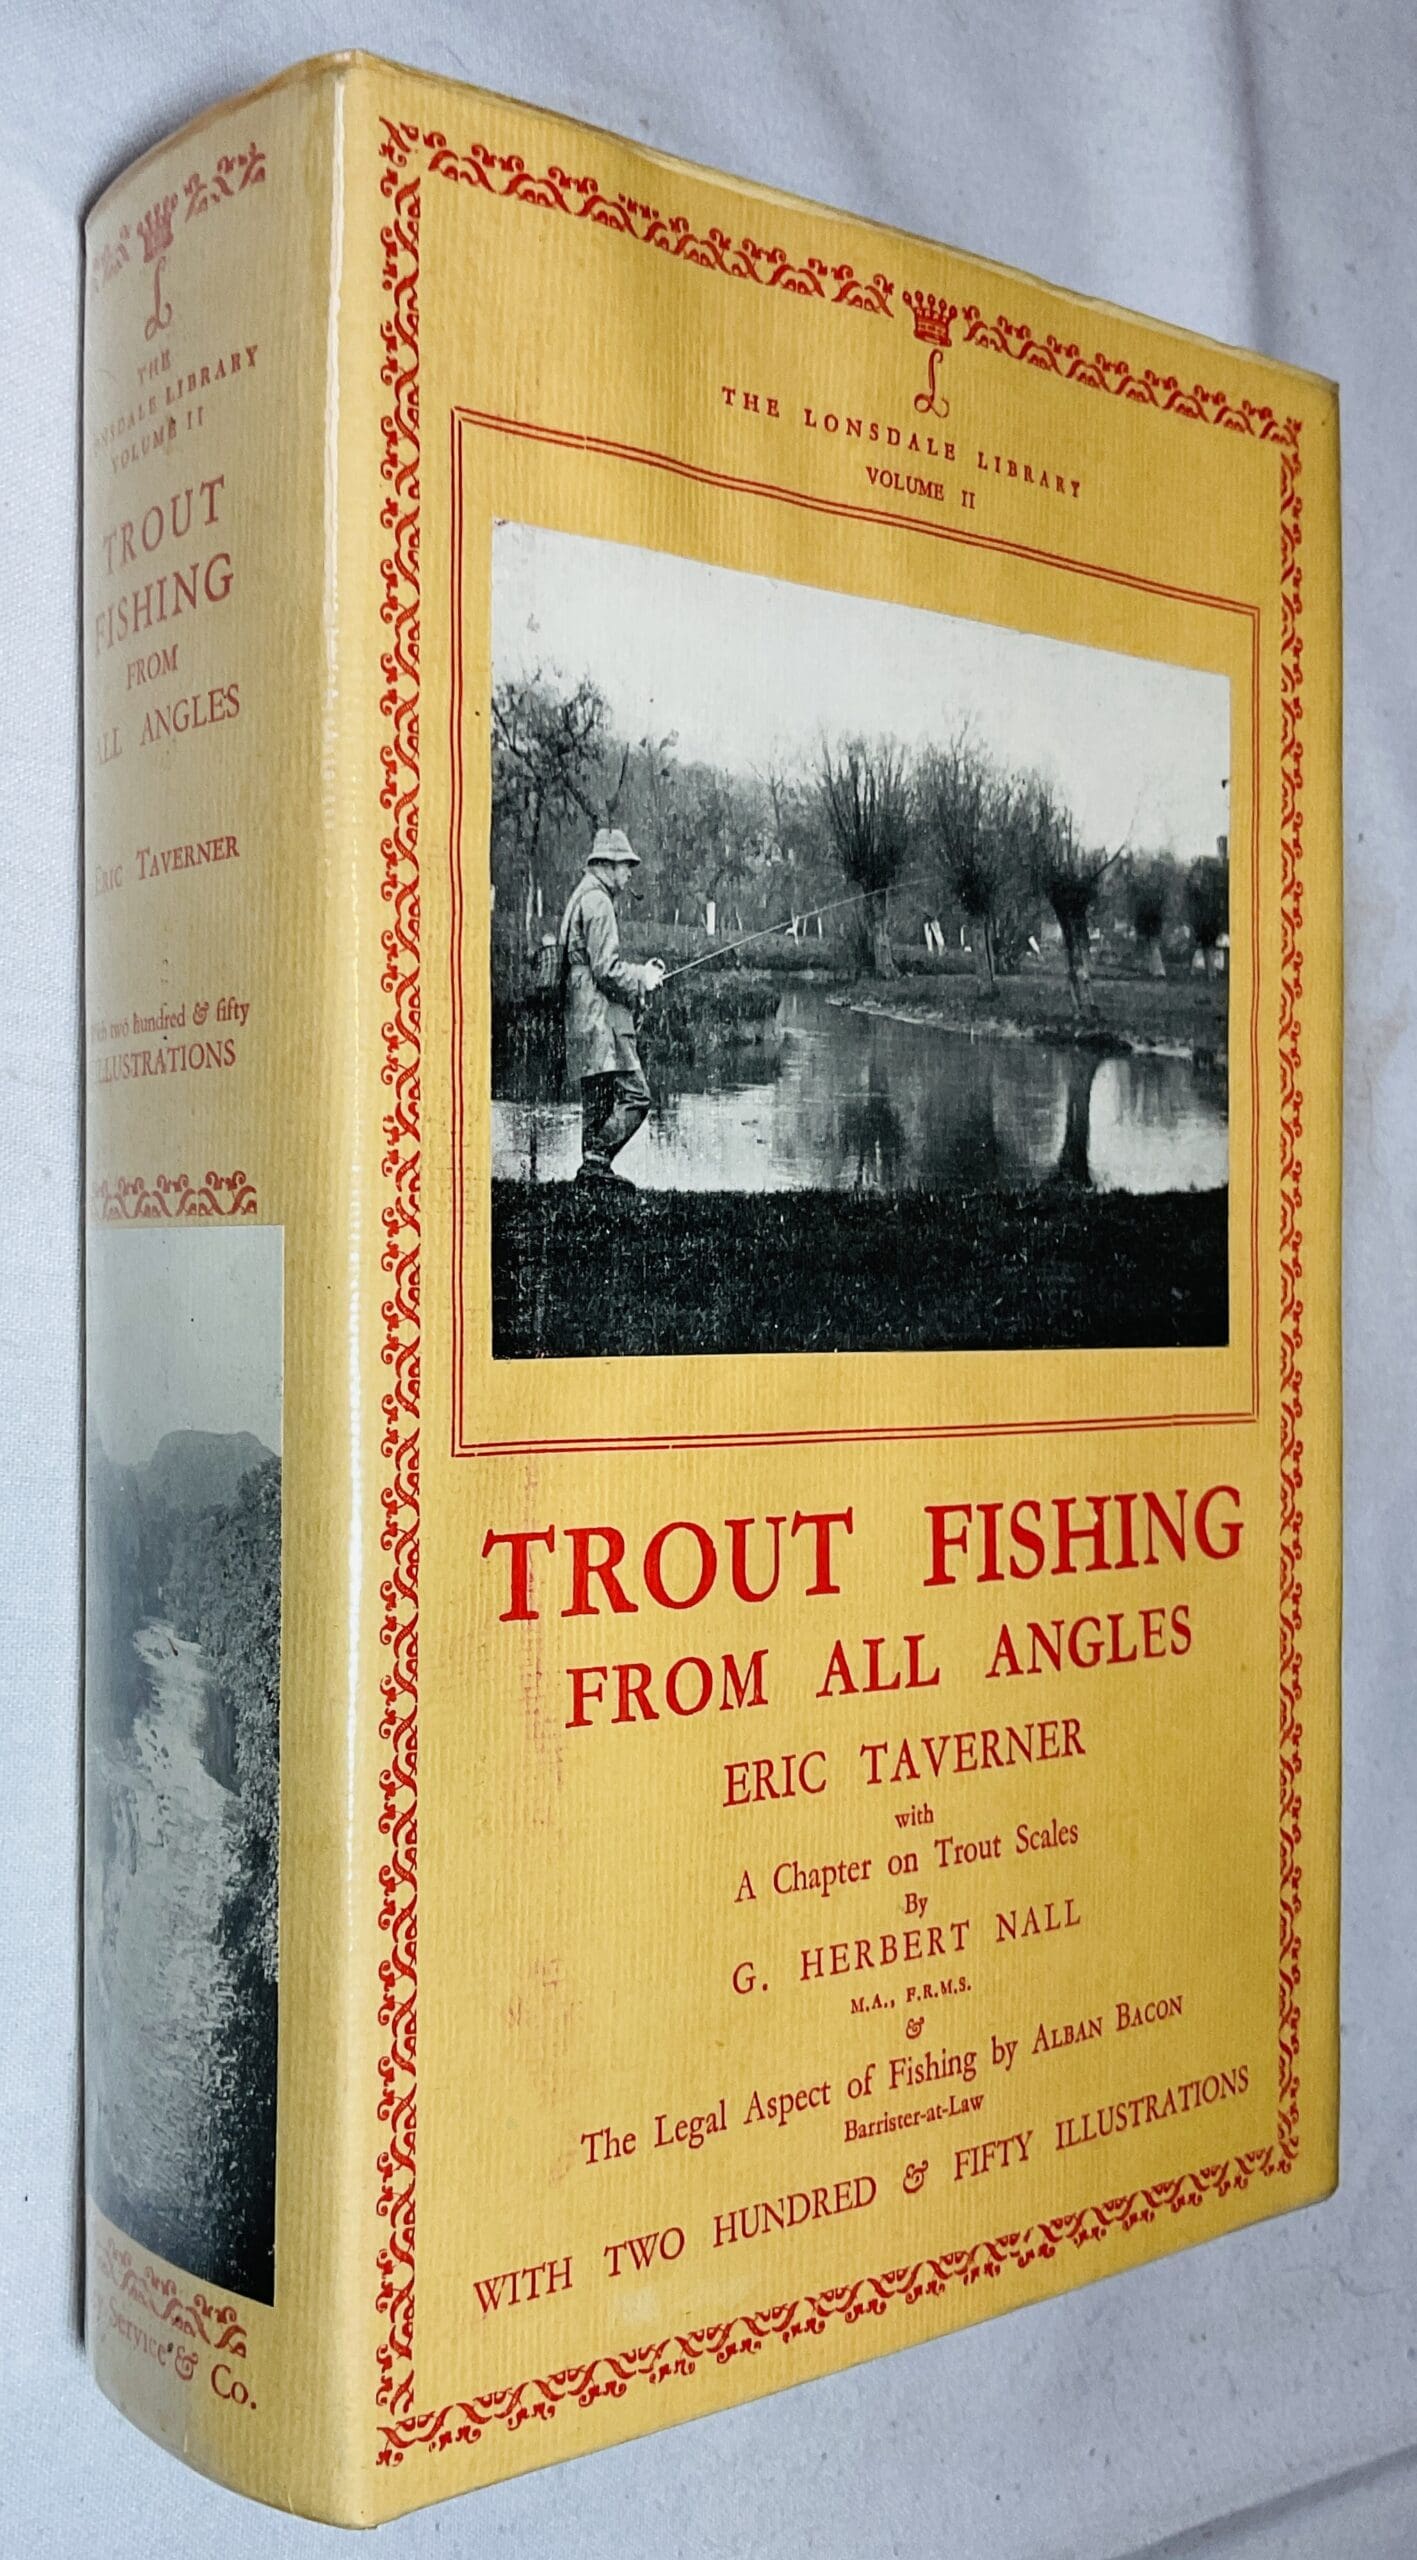 L
THE
LIBRARY
VOLUME II
TROUT
FISHING
FROM
ALL ANGLES
ERIC TAVERNER
two hundred & fifty
ILLUSTRATIONS
Service & Co.
L
THE LONSDALE LIBRARY
VOLUME II
TROUT FISHING
FROM ALL ANGLES
ERIC TAVERNER
with
A Chapter on Trout Scales
By
G. HERBERT NALL
M.A., F.R.M.S.
&
The Legal Aspect of Fishing by ALBAN BACON
Barrister-at-Law
WITH TWO HUNDRED & FIFTY ILLUSTRATIONS